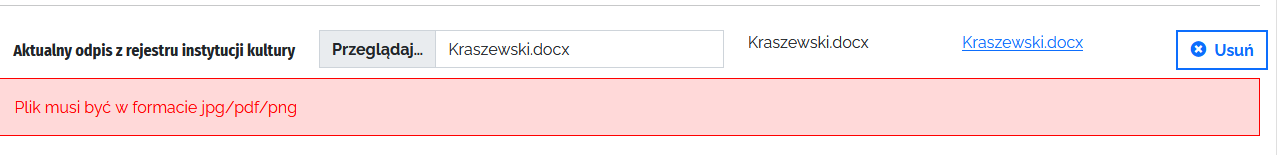 Aktualny odpis z rejestru instytucji kultury Przeglądaj... Kraszewski.docx Kraszewski.docx Kraszewski.docx Usuń
Plik musi być w formacie jpg/pdf/png